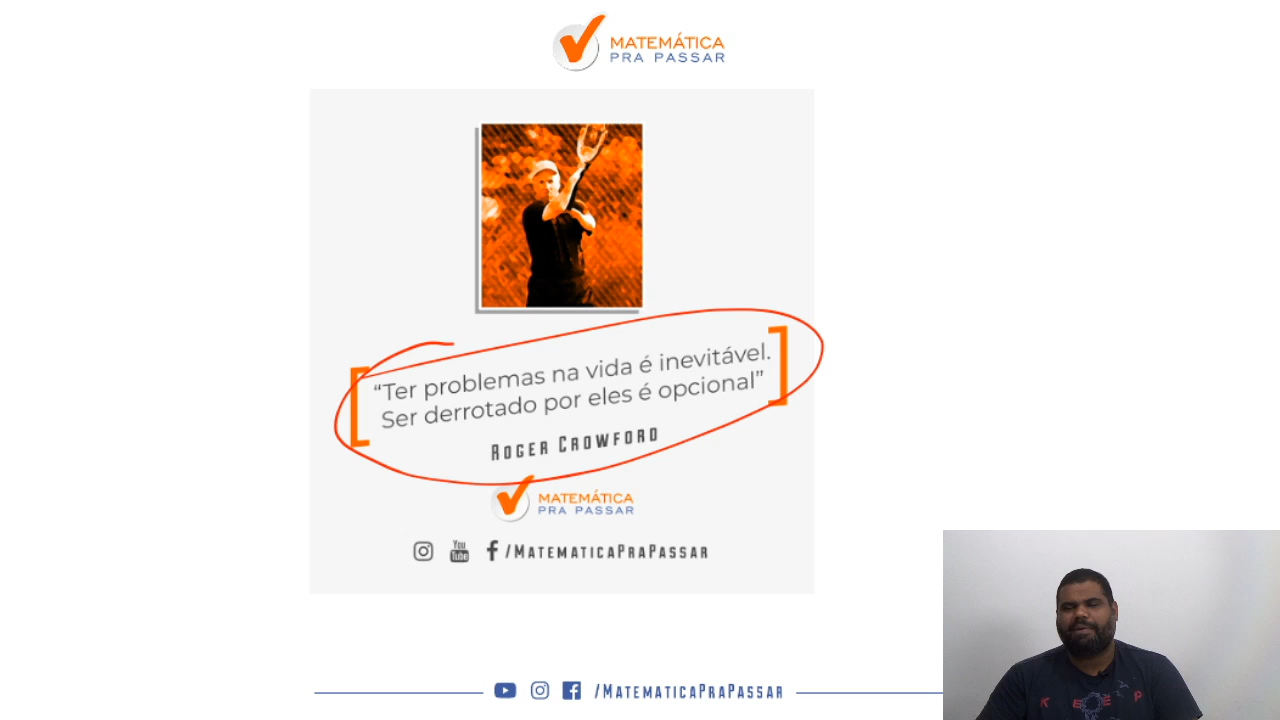 MATEMÁTICA
PRA PASSAR
“Ter problemas na vida é inevitável.
Ser derrotado por eles é opcional”
ROGER CROWFORD
MATEMÁTICA
PRA PASSAR
You
Tube
/MATEMATICAPRAPASSAR
/MATEMATICAPRAPASSAR
K E E P